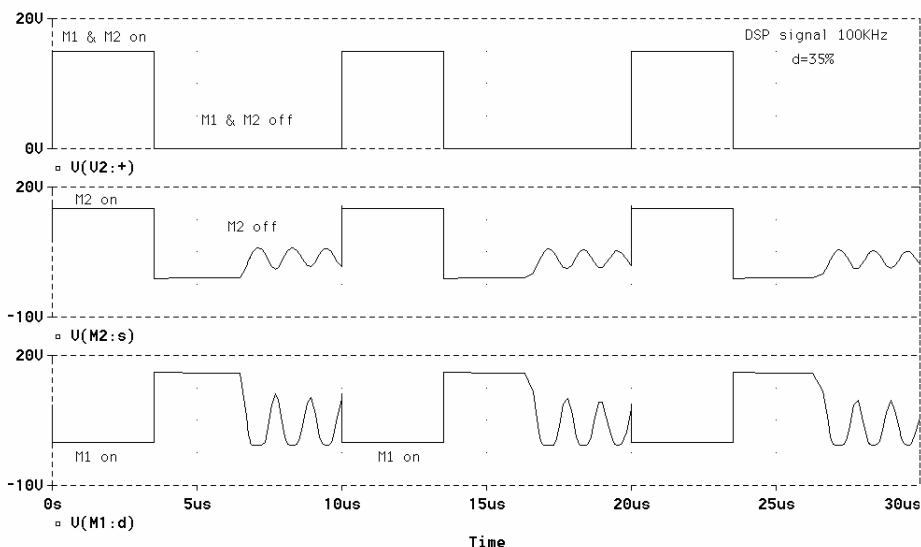 20V
M1 & M2 on
DSP signal 100KHz
d=35%
M1 & M2 off
0V
V(V2:+)
20V
M2 on
M2 off
-10V
V(M2:s)
20V
M1 on
M1 on
-10V
0s 5us 10us 15us 20us 25us 30us
V(M1:d)
Time